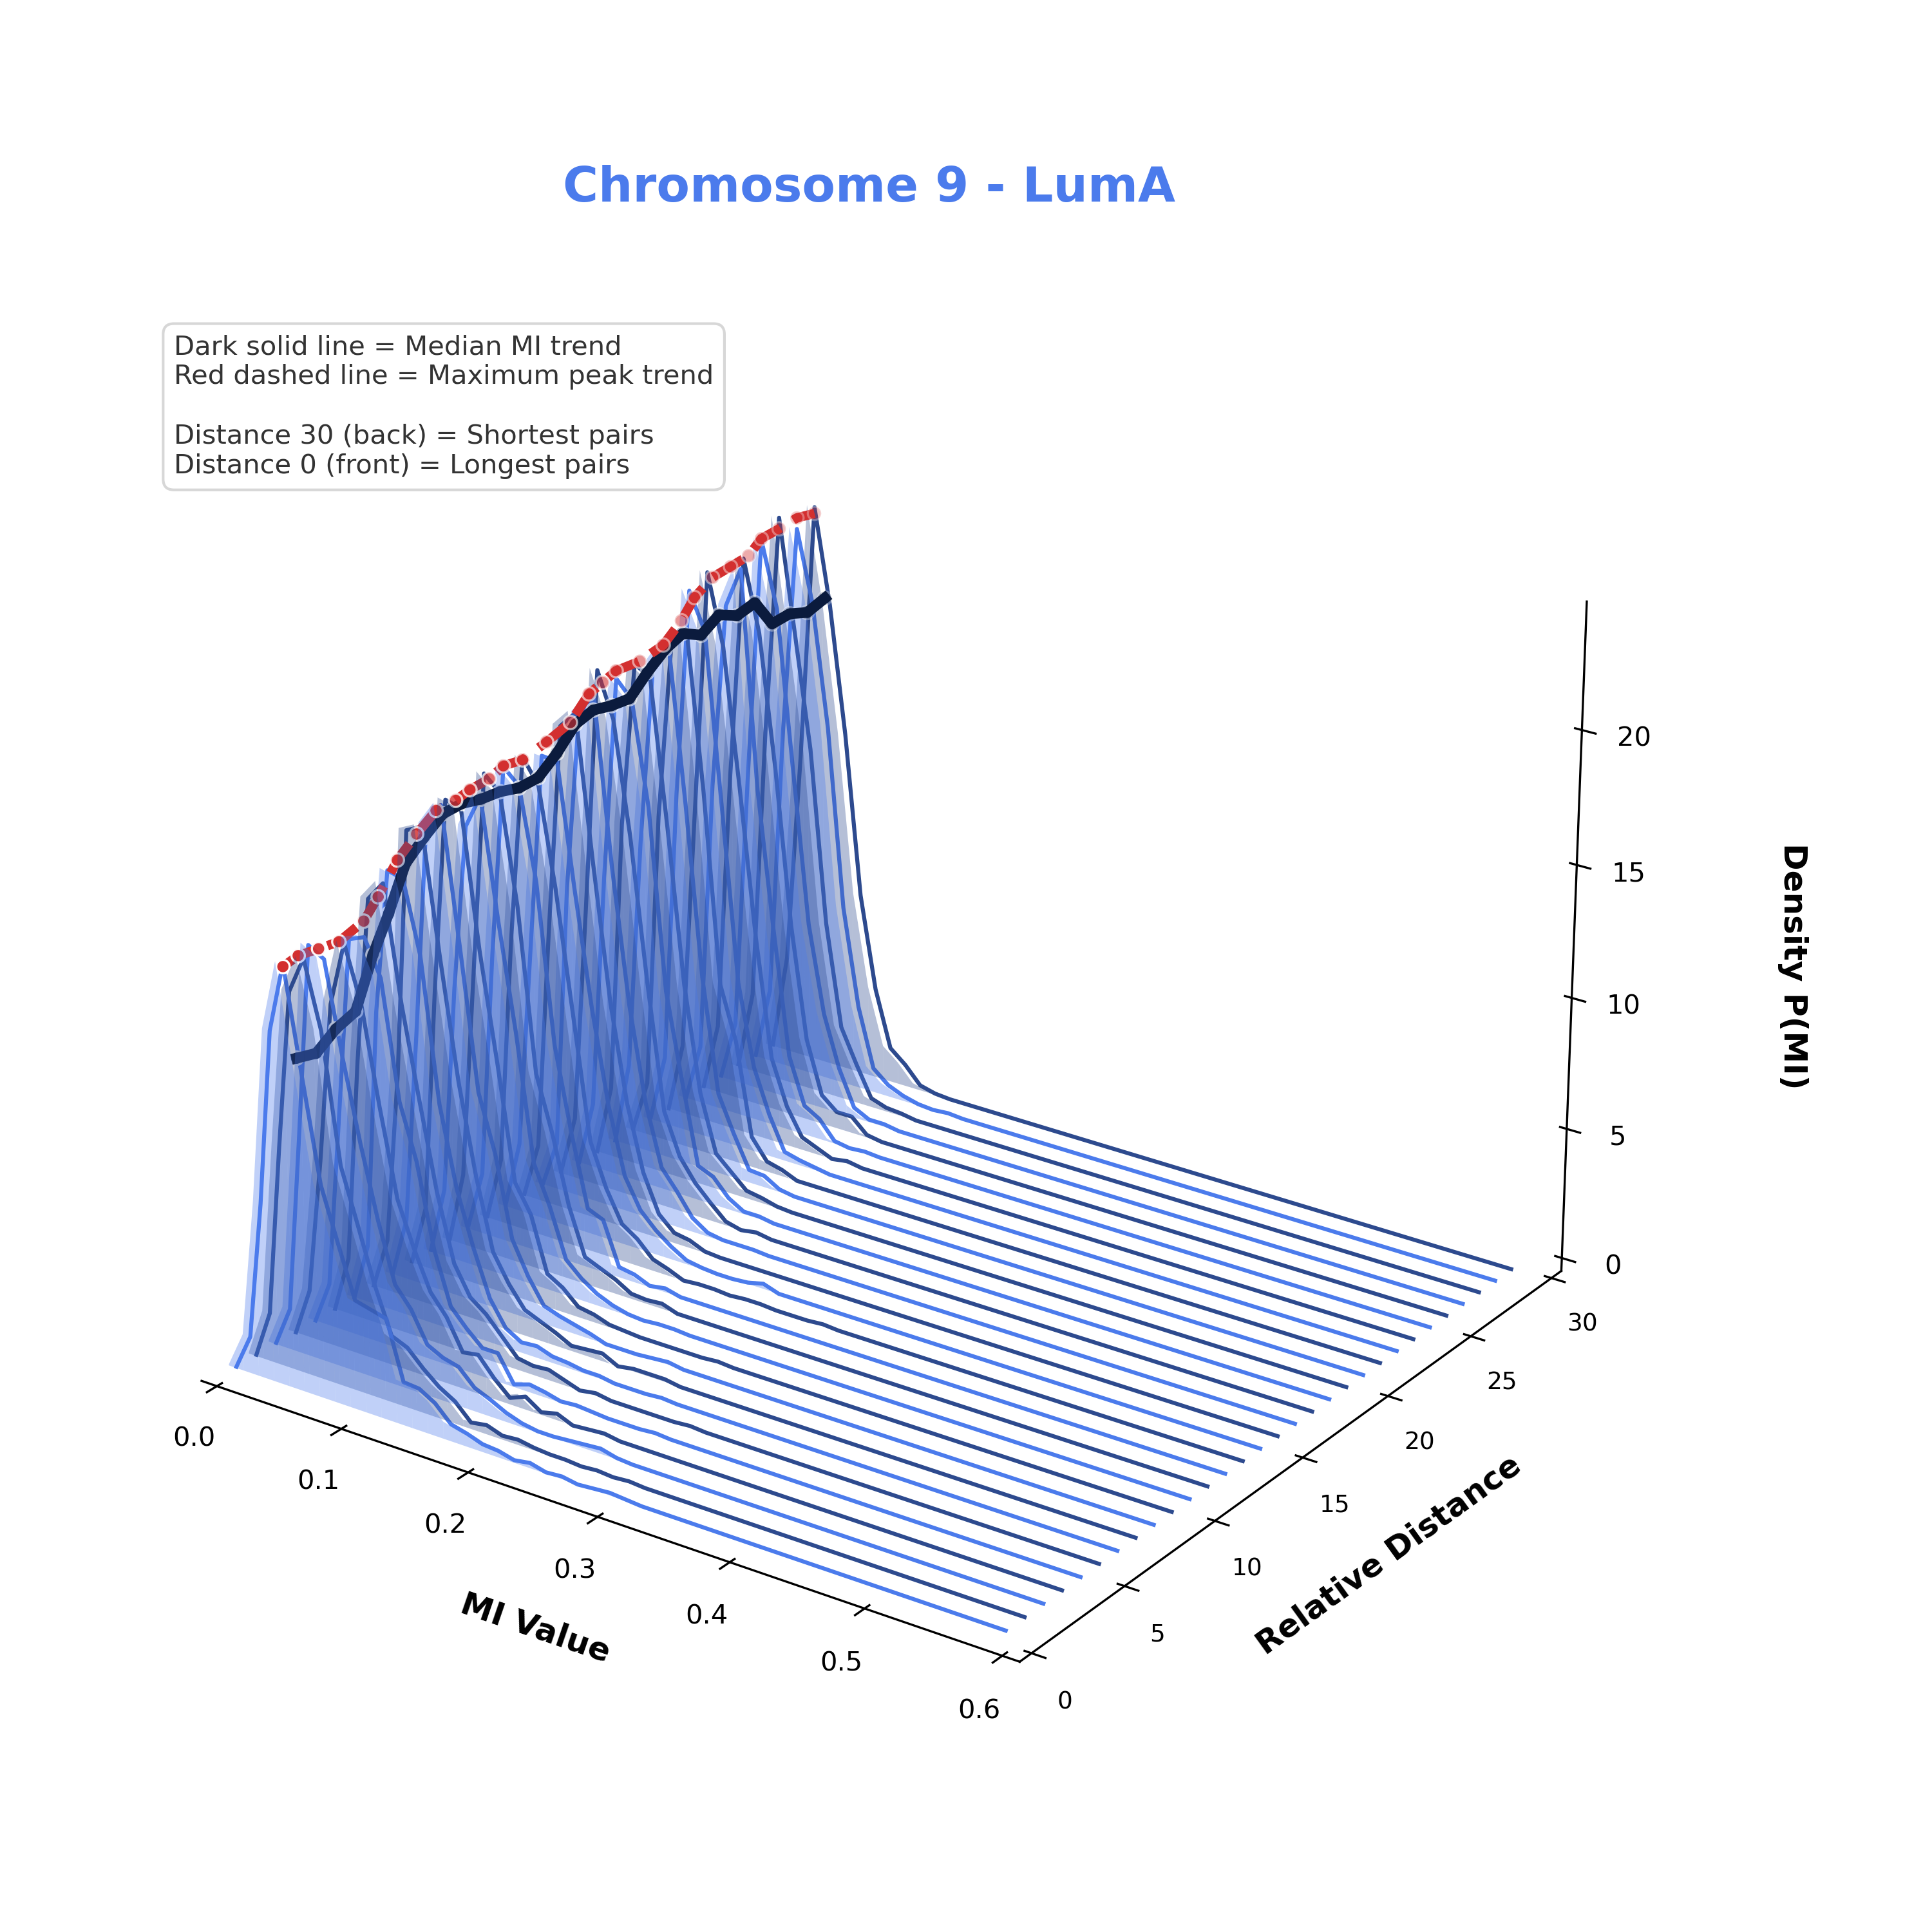 Chromosome 9 - LumA
Dark solid line = Median MI trend
Red dashed line = Maximum peak trend
Distance 30 (back) = Shortest pairs
Distance 0 (front) = Longest pairs
20
15
10
5
0
Density P(MI)
30
25
20
15
10
5
0
Relative Distance
0.0
0.1
0.2
0.3
0.4
0.5
0.6
MI Value